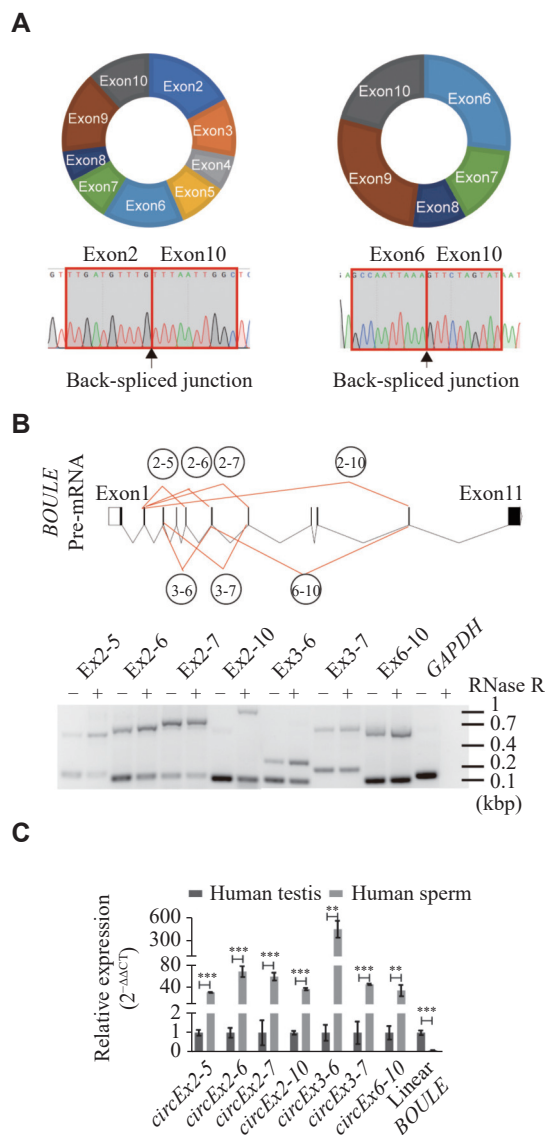 A
Exon10 Exon2
Exon9 Exon3
Exon8 Exon4
Exon7 Exon5
Exon6
Exon10 Exon6
Exon9 Exon7
Exon8
Exon2 Exon10
G T T T G A T G T T T G T T T A A T T G G C T C
Back-spliced junction
Exon6 Exon10
A G C C A A T T A A A G T T C T A G T A T A A T
Back-spliced junction
B
BOULE
Pre-mRNA
2-5 2-6 2-7 2-10
Exon1 Exon11
3-6 3-7 6-10
Ex2-5 Ex2-6 Ex2-7 Ex2-10 Ex3-6 Ex3-7 Ex6-10 GAPDH
– + – + – + – + – + – + – + – + RNase R
1
0.7
0.4
0.2
0.1
(kbp)
C
Human testis Human sperm
Relative expression
(2−ΔΔCT)
600
300
80
40
0
2
1
0
*** *** *** *** ** *** ** ***
circEx2-5 circEx2-6 circEx2-7 circEx2-10 circEx3-6 circEx3-7 circEx6-10 Linear BOULE